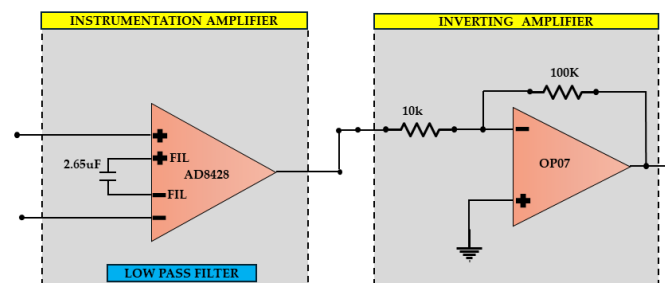 INSTRUMENTATION AMPLIFIER
INVERTING AMPLIFIER
100K
10k
2.65uF
FIL
AD8428
FIL
OP07
LOW PASS FILTER